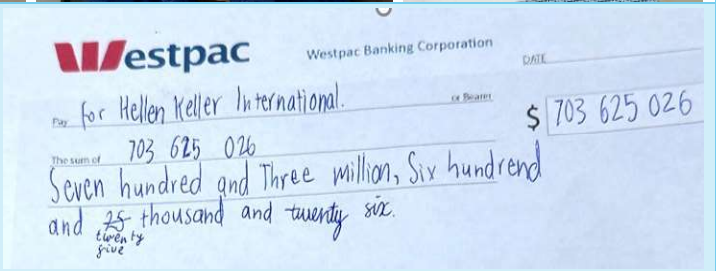 Westpac
Westpac Banking Corporation
DATE
Pay for Hellen Keller International. or Bearer
$ 703 625 026
The sum of 703 625 026
Seven hundred and Three million, Six hundrend
and 25 thousand and twenty six.
twenty
five